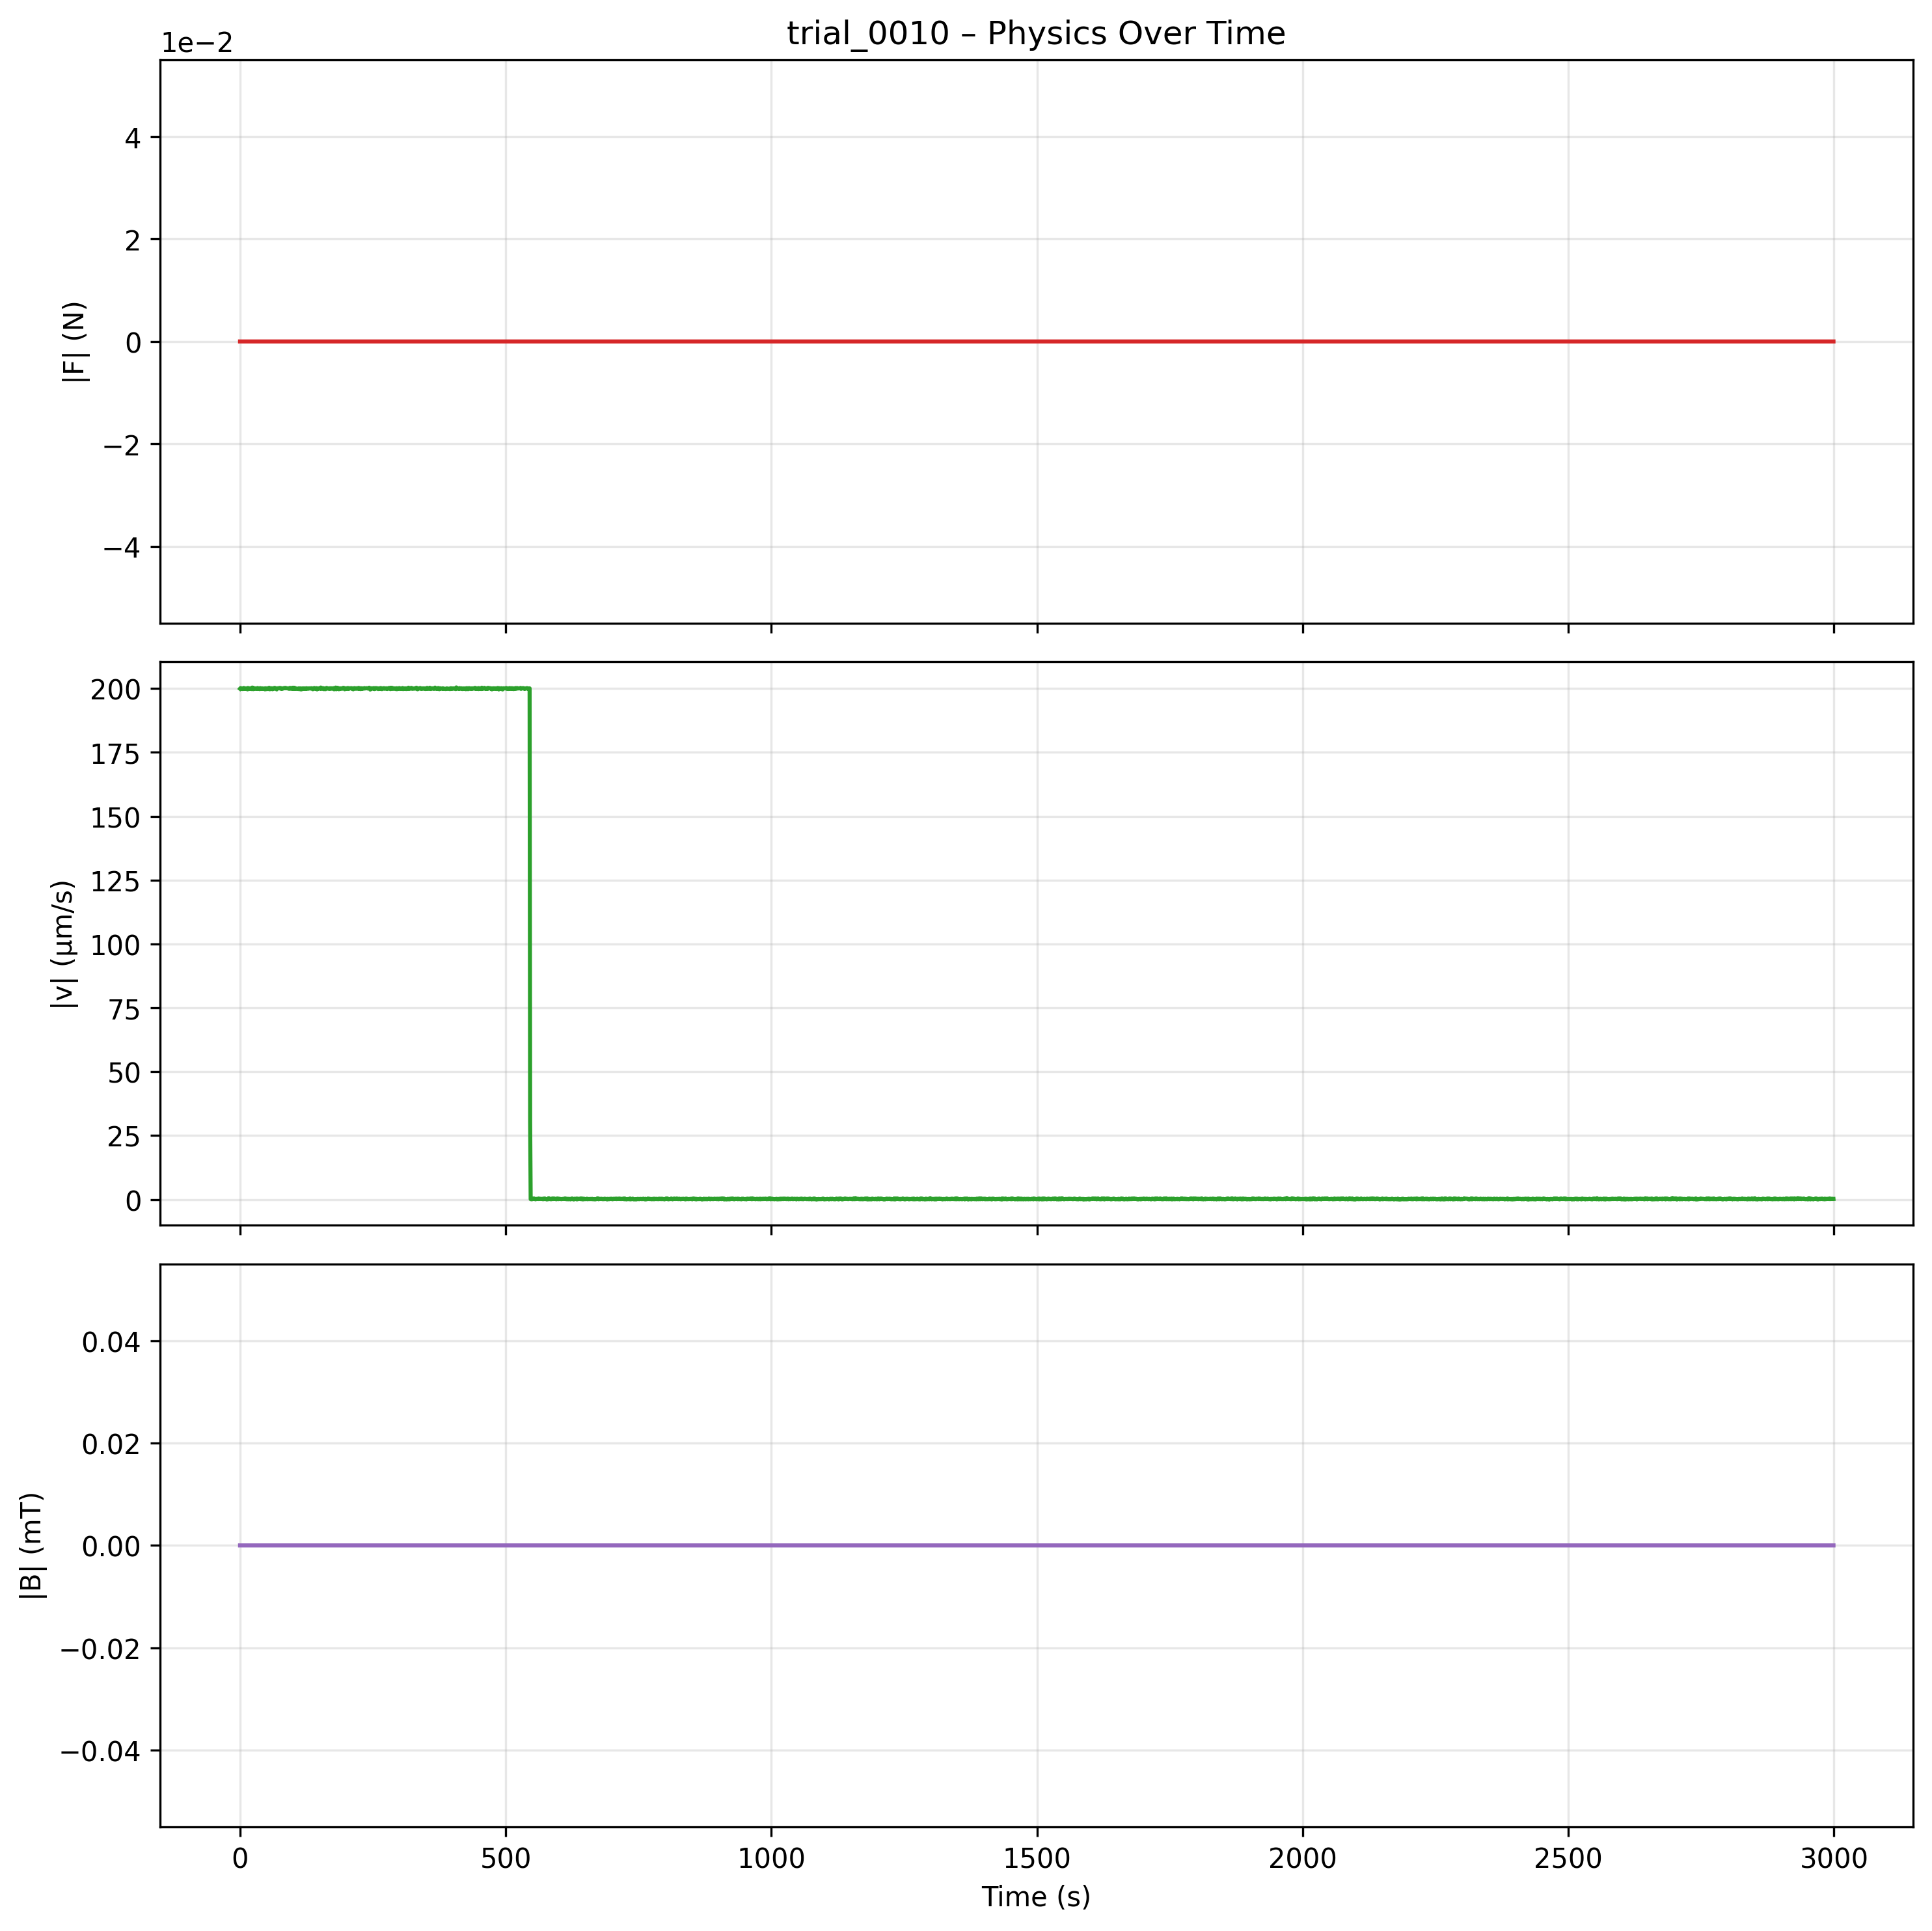 trial_0010 – Physics Over Time
1e−2
4
2
0
−2
−4
|F| (N)
200
175
150
125
100
75
50
25
0
|v| (µm/s)
0.04
0.02
0.00
−0.02
−0.04
|B| (mT)
0 500 1000 1500 2000 2500 3000
Time (s)